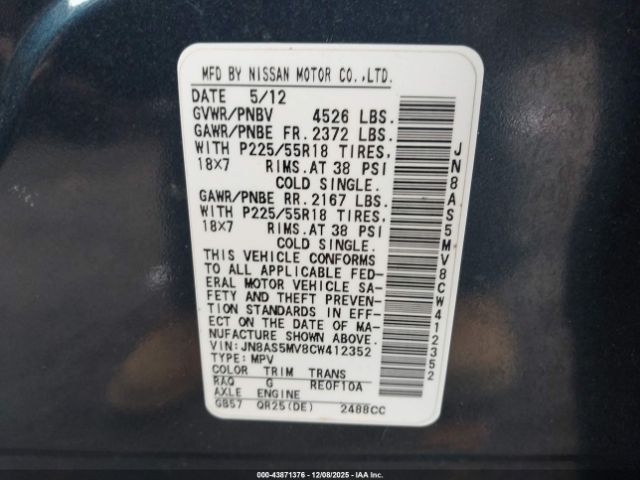 MFD BY NISSAN MOTOR CO.,LTD.
DATE 5/12
GVWR/PNBV 4526 LBS.
GAWR/PNBE FR. 2372 LBS.
WITH P225/55R18 TIRES,
18X7 RIMS.AT 38 PSI
COLD SINGLE.
GAWR/PNBE RR. 2167 LBS.
WITH P225/55R18 TIRES,
18X7 RIMS.AT 38 PSI
COLD SINGLE.
THIS VEHICLE CONFORMS
TO ALL APPLICABLE FED-
ERAL MOTOR VEHICLE SA-
FETY AND THEFT PREVEN-
TION STANDARDS IN EFF-
ECT ON THE DATE OF MA-
NUFACTURE SHOWN ABOVE.
VIN:JN8AS5MV8CW412352
TYPE:MPV
COLOR TRIM TRANS
RAQ G RE0F10A
AXLE ENGINE
GB57 QR25(DE) 2488CC
JN8AS5MV8CW412352
000-43871376 | 12/08/2025 | IAA Inc.